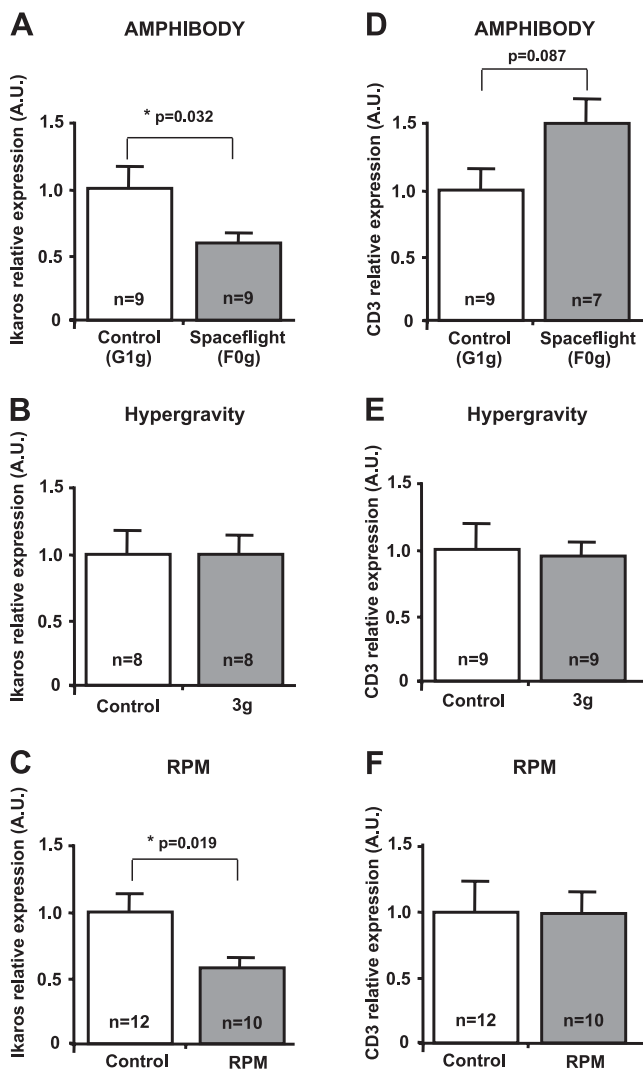 A
AMPHIBODY
Ikaros relative expression (A.U.)
1.5
1.0
0.5
0
* p=0.032
n=9
n=9
Control
(G1g)
Spaceflight
(F0g)
D
AMPHIBODY
CD3 relative expression (A.U.)
1.5
1.0
0.5
0
p=0.087
n=9
n=7
Control
(G1g)
Spaceflight
(F0g)
B
Hypergravity
Ikaros relative expression (A.U.)
1.5
1.0
0.5
0
n=8
n=8
Control
3g
E
Hypergravity
CD3 relative expression (A.U.)
1.5
1.0
0.5
0
n=9
n=9
Control
3g
C
RPM
Ikaros relative expression (A.U.)
1.5
1.0
0.5
0
* p=0.019
n=12
n=10
Control
RPM
F
RPM
CD3 relative expression (A.U.)
1.5
1.0
0.5
0
n=12
n=10
Control
RPM